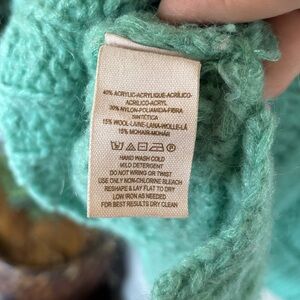 40% ACRYLIC-ACRYLIQUE-ACRÍLICO-
ACRILICO-ACRYL
30% NYLON-POLIAMIDA-FIBRA
SINTÉTICA
15% WOOL-LAINE-LANA-WOLLE-LÃ
15% MOHAIR-MOHAIR
HAND WASH COLD
MILD DETERGENT
DO NOT WRING OR TWIST
USE ONLY NON-CHLORINE BLEACH
RESHAPE & LAY FLAT TO DRY
LOW IRON AS NEEDED
FOR BEST RESULTS DRY CLEAN